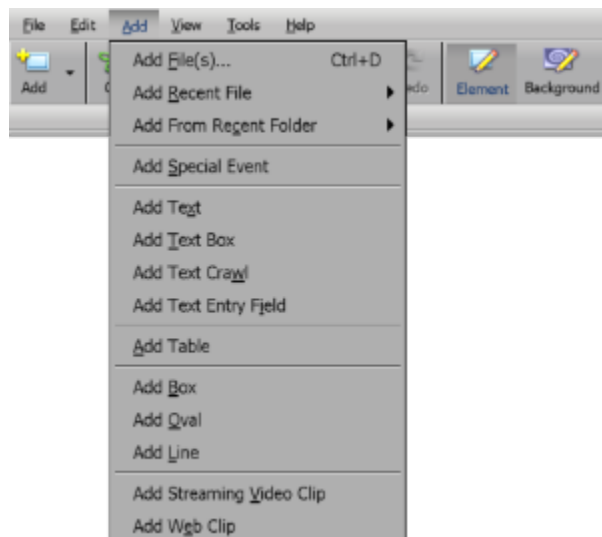 File Edit Add View Tools Help
Add Element Background
Add File(s)... Ctrl+D
Add Recent File
Add From Recent Folder
Add Special Event
Add Text
Add Text Box
Add Text Crawl
Add Text Entry Field
Add Table
Add Box
Add Oval
Add Line
Add Streaming Video Clip
Add Web Clip